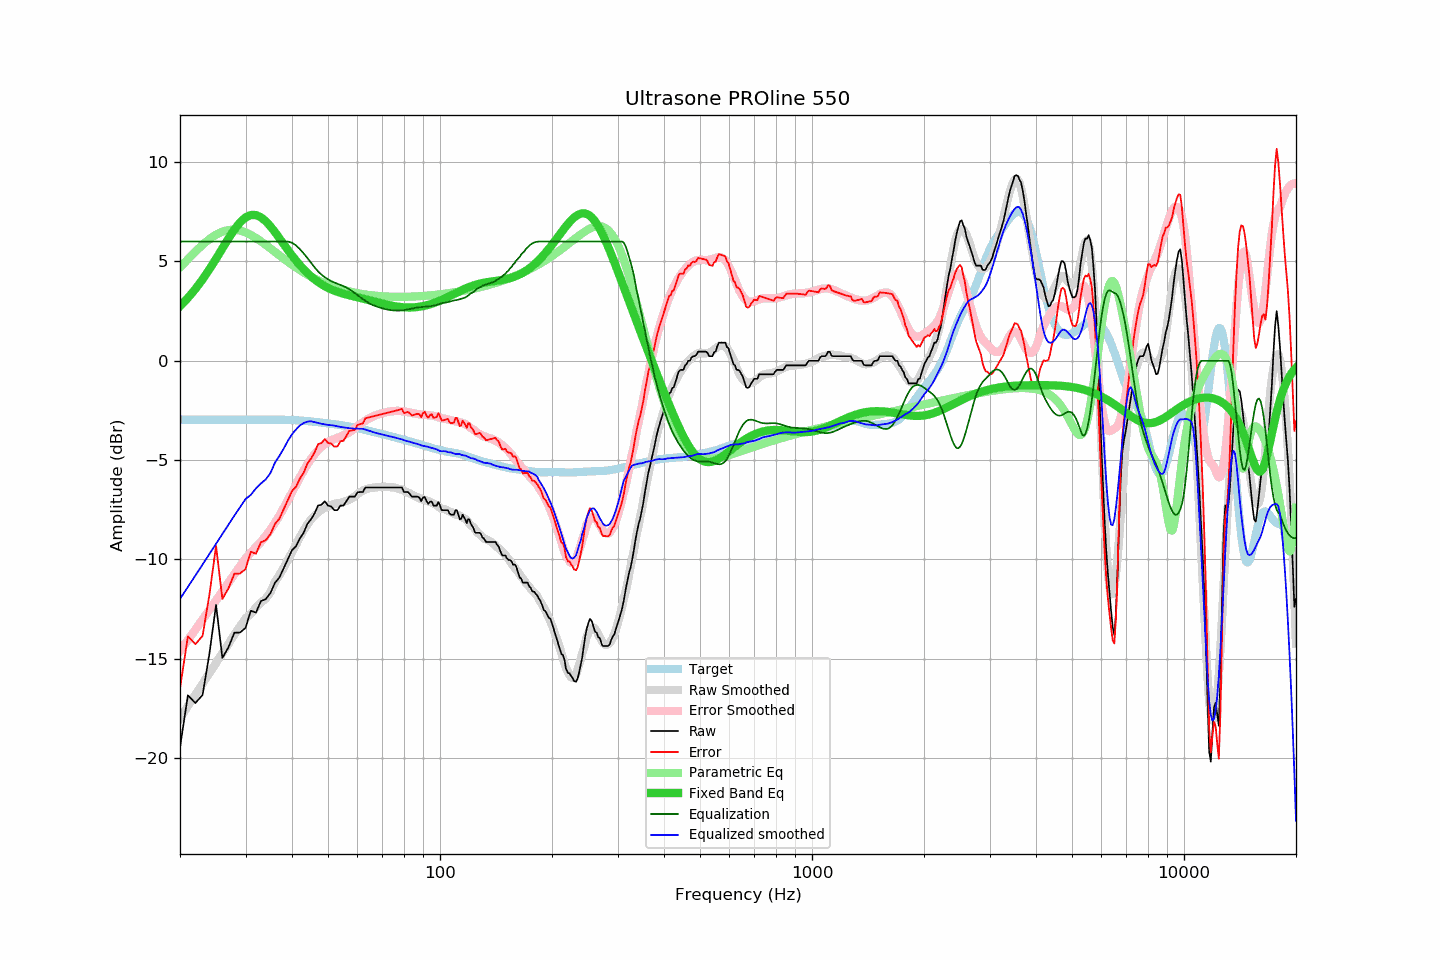 Ultrasone PROline 550
10
5
0
−5
−10
−15
−20
Amplitude (dBr)
Target
Raw Smoothed
Error Smoothed
Raw
Error
Parametric Eq
Fixed Band Eq
Equalization
Equalized smoothed
100
1000
10000
Frequency (Hz)